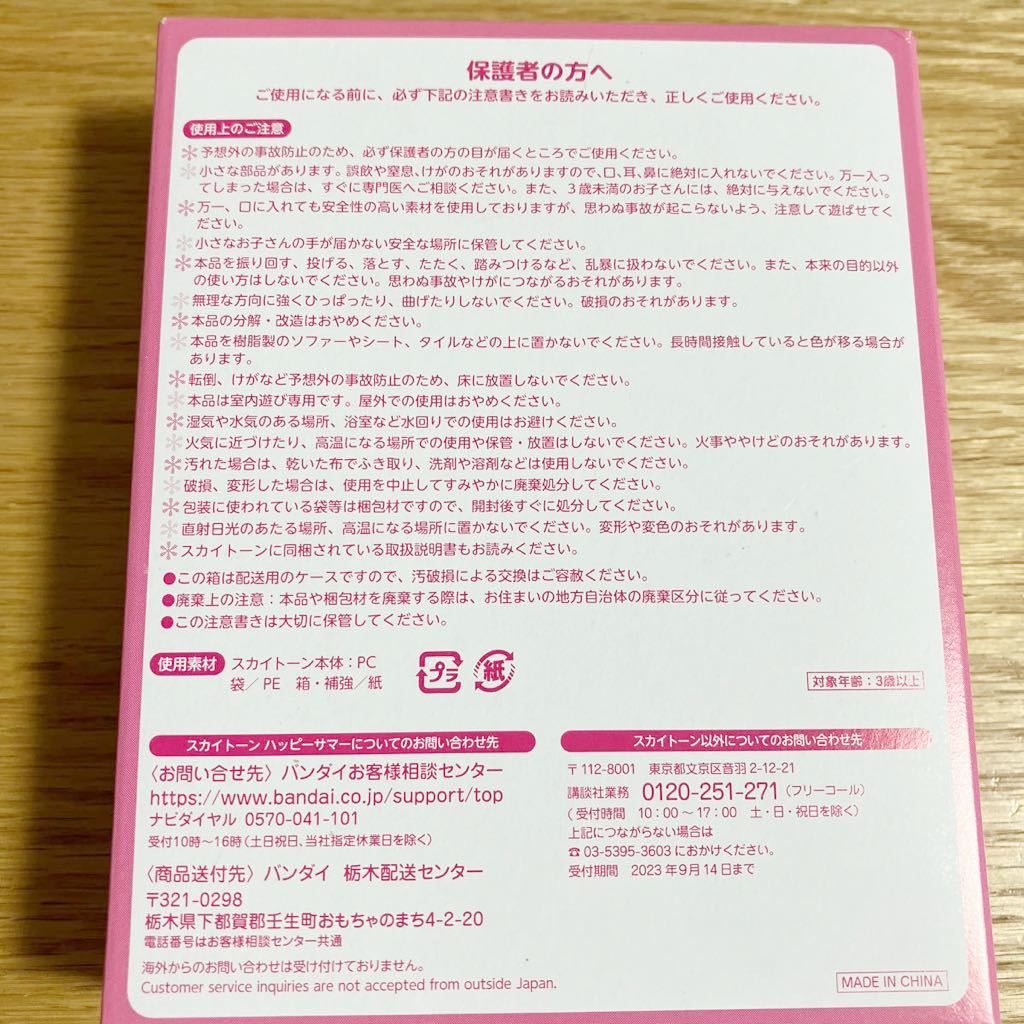 保護者の方へ
ご使用になる前に、必ず下記の注意書きをお読みいただき、正しくご使用ください。
使用上のご注意
＊予想外の事故防止のため、必ず保護者の方の目が届くところでご使用ください。
＊小さな部品があります。誤飲や窒息、けがのおそれがありますので、口、耳、鼻に絶対に入れないでください。万一入っ
てしまった場合は、すぐに専門医へご相談ください。また、３歳未満のお子さんには、絶対に与えないでください。
＊万一、口に入れても安全性の高い素材を使用しておりますが、思わぬ事故が起こらないよう、注意して遊ばせてく
ださい。
＊小さなお子さんの手が届かない安全な場所に保管してください。
＊本品を振り回す、投げる、落とす、たたく、踏みつけるなど、乱暴に扱わないでください。また、本来の目的以外
の使い方はしないでください。思わぬ事故やけがにつながるおそれがあります。
＊無理な方向に強くひっぱったり、曲げたりしないでください。破損のおそれがあります。
＊本品の分解・改造はおやめください。
＊本品を樹脂製のソファーやシート、タイルなどの上に置かないでください。長時間接触していると色が移る場合が
あります。
＊転倒、けがなど予想外の事故防止のため、床に放置しないでください。
＊本品は室内遊び専用です。屋外での使用はおやめください。
＊湿気や水気のある場所、浴室など水回りでの使用はお避けください。
＊火気に近づけたり、高温になる場所での使用や保管・放置はしないでください。火事ややけどのおそれがあります。
＊汚れた場合は、乾いた布でふき取り、洗剤や溶剤などは使用しないでください。
＊破損、変形した場合は、使用を中止してすみやかに廃棄処分してください。
＊包装に使われている袋等は梱包材ですので、開封後すぐに処分してください。
＊直射日光のあたる場所、高温になる場所に置かないでください。変形や変色のおそれがあります。
＊スカイトーンに同梱されている取扱説明書もお読みください。
●この箱は配送用のケースですので、汚破損による交換はご容赦ください。
●廃棄上の注意：本品や梱包材を廃棄する際は、お住まいの地方自治体の廃棄区分に従ってください。
●この注意書きは大切に保管してください。
使用素材 スカイトーン本体：PC
袋／PE 箱・補強／紙
プラ 紙
対象年齢：3歳以上
スカイトーン ハッピーサマーについてのお問い合わせ先
〈お問い合せ先〉バンダイお客様相談センター
https://www.bandai.co.jp/support/top
ナビダイヤル 0570-041-101
受付10時～16時（土日祝日、当社指定休業日を除く）
〈商品送付先〉バンダイ 栃木配送センター
〒321-0298
栃木県下都賀郡壬生町おもちゃのまち4-2-20
電話番号はお客様相談センター共通
海外からのお問い合わせは受け付けておりません。
Customer service inquiries are not accepted from outside Japan.
スカイトーン以外についてのお問い合わせ先
〒112-8001 東京都文京区音羽 2-12-21
講談社業務 0120-251-271（フリーコール）
（受付時間 10：00～17：00 土・日・祝日を除く）
上記につながらない場合は
☎03-5395-3603 におかけください。
受付期間 2023年9月14日まで
MADE IN CHINA